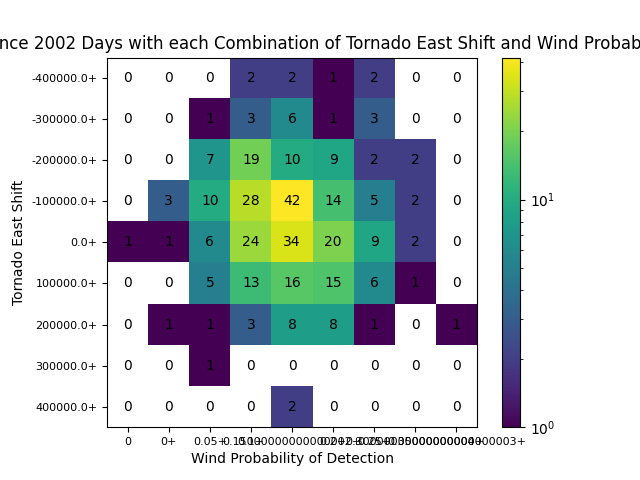 nce 2002 Days with each Combination of Tornado East Shift and Wind Probab
Tornado East Shift
-400000.0+ 0 0 0 2 2 1 2 0 0
-300000.0+ 0 0 1 3 6 1 3 0 0
-200000.0+ 0 0 7 19 10 9 2 2 0
-100000.0+ 0 3 10 28 42 14 5 2 0
0.0+ 1 1 6 24 34 20 9 2 0
100000.0+ 0 0 5 13 16 15 6 1 0
200000.0+ 0 1 1 3 8 8 1 0 1
300000.0+ 0 0 1 0 0 0 0 0 0
400000.0+ 0 0 0 0 2 0 0 0 0
0 0+ 0.05+
Wind Probability of Detection
10¹
10⁰